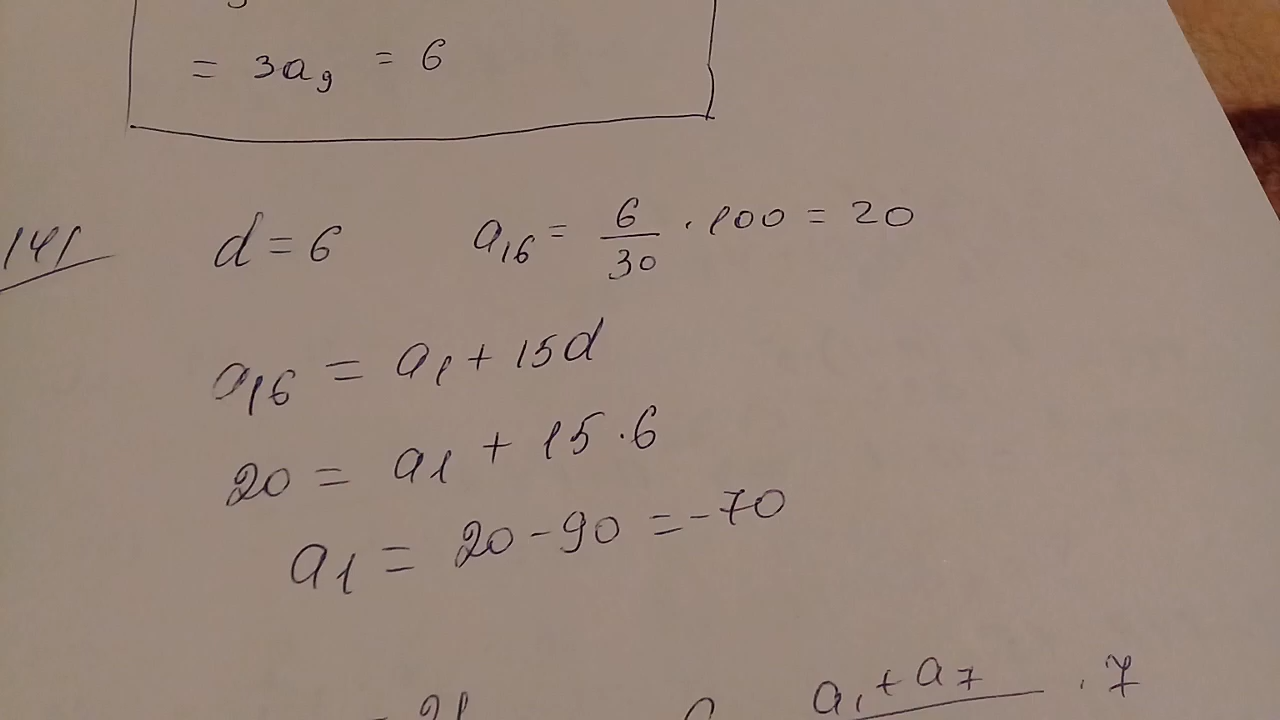 = 3a₉ = 6
141 d = 6 a₁₆ = 6/30 · 100 = 20
a₁₆ = a₁ + 15d
20 = a₁ + 15 · 6
a₁ = 20 - 90 = -70
a₁ + a₇ · 7